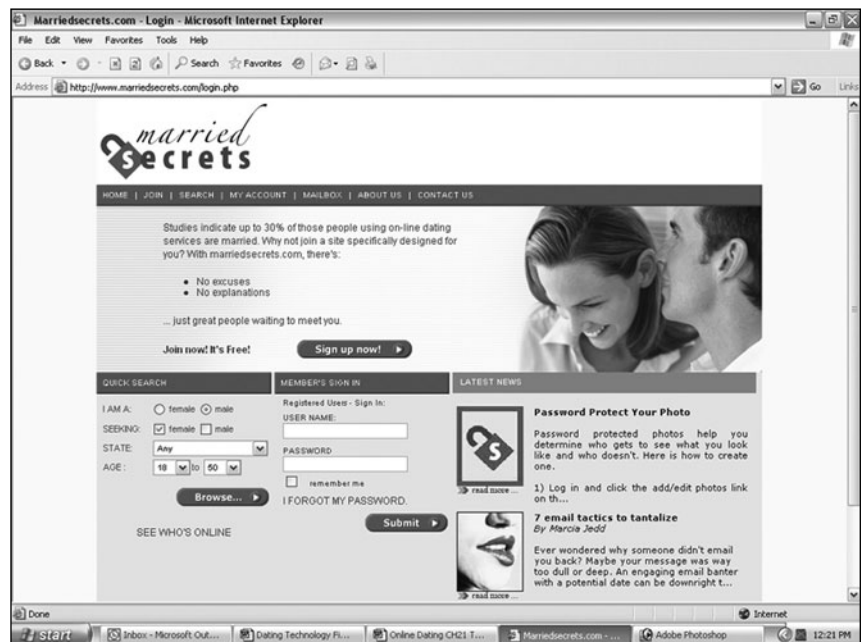 Marriedsecrets.com - Login - Microsoft Internet Explorer
File Edit View Favorites Tools Help
Back Search Favorites
Address http://www.marriedsecrets.com/login.php Go Links
married
secrets
HOME | JOIN | SEARCH | MY ACCOUNT | MAILBOX | ABOUT US | CONTACT US
Studies indicate up to 30% of those people using on-line dating
services are married. Why not join a site specifically designed for
you? With marriedsecrets.com, there's:
• No excuses
• No explanations
... just great people waiting to meet you.
Join now! It's Free! Sign up now!
QUICK SEARCH
I AM A: female male
SEEKING: female male
STATE: Any
AGE: 18 to 50
Browse...
SEE WHO'S ONLINE
MEMBER'S SIGN IN
Registered Users - Sign In:
USER NAME:
PASSWORD
remember me
I FORGOT MY PASSWORD.
Submit
LATEST NEWS
S
Password Protect Your Photo
Password protected photos help you
determine who gets to see what you look
like and who doesn't. Here is how to create
one.
1) Log in and click the add/edit photos link
on th...
read more ...
7 email tactics to tantalize
By Marcia Jedd
Ever wondered why someone didn't email
you back? Maybe your message was way
too dull or deep. An engaging email banter
with a potential date can be downright t...
read more ...
Done Internet
start Inbox - Microsoft Out... Dating Technology Fi... Online Dating CH21 T... Marriedsecrets.com - ... Adobe Photoshop 12:21 PM